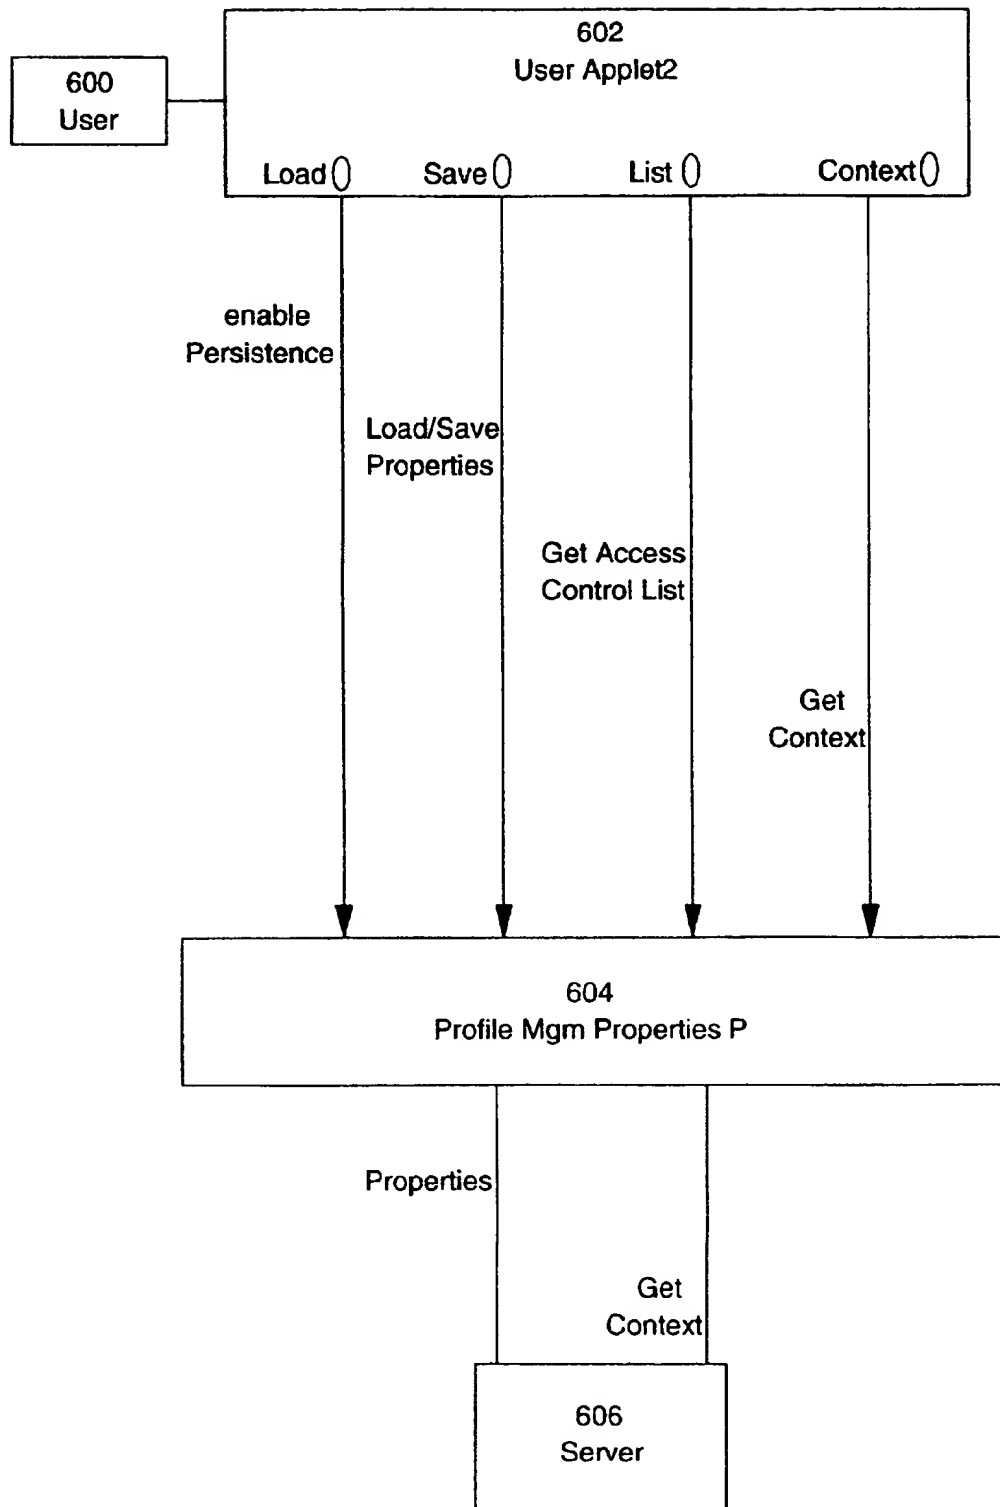 602
User Applet2
600
User
Load
Save
List
Context
enable
Persistence
Load/Save
Properties
Get Access
Control List
Get
Context
604
Profile Mgm Properties P
Properties
Get
Context
606
Server